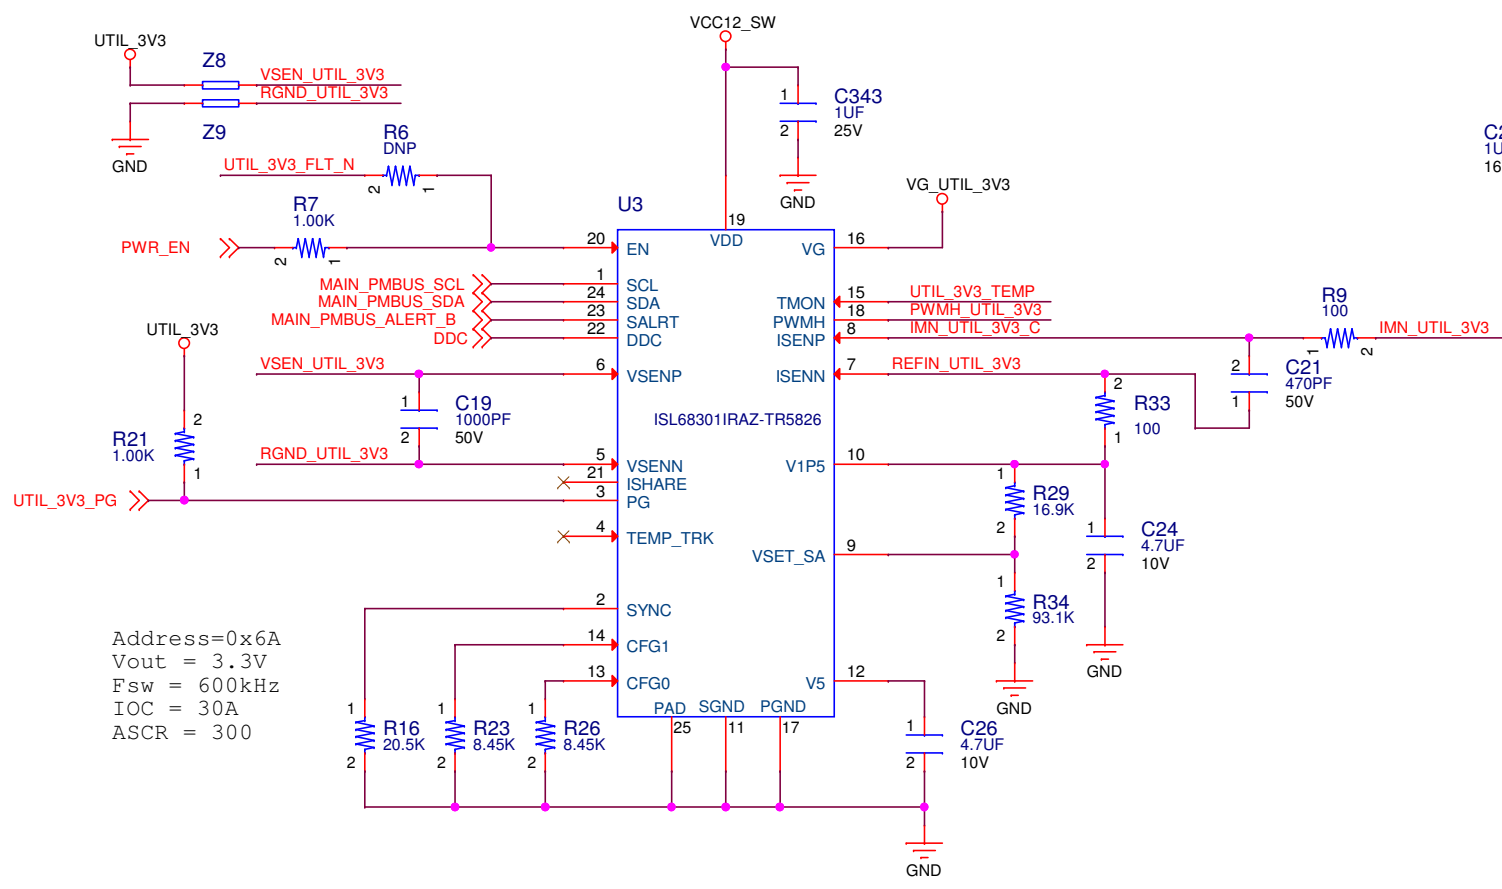 VCC12_SW
UTIL_3V3
Z8
VSEN_UTIL_3V3
RGND_UTIL_3V3
Z9
GND
1
C343
1UF
2
25V
GND
C2
1U
16
R6
DNP
UTIL_3V3_FLT_N
2
1
R7
1.00K
PWR_EN
2
1
U3
19
VDD
VG_UTIL_3V3
20
EN
VG
16
MAIN_PMBUS_SCL
1
SCL
MAIN_PMBUS_SDA
24
SDA
TMON
15
UTIL_3V3_TEMP
MAIN_PMBUS_ALERT_B
23
SALRT
PWMH
18
PWMH_UTIL_3V3
DDC
22
DDC
ISENP
8
IMN_UTIL_3V3_C
R9
100
1
2
IMN_UTIL_3V3
UTIL_3V3
VSEN_UTIL_3V3
6
VSENP
ISENN
7
REFIN_UTIL_3V3
2
C21
470PF
1
50V
2
R33
100
1
1
C19
1000PF
2
50V
ISL68301IRAZ-TR5826
2
R21
1.00K
1
RGND_UTIL_3V3
5
VSENN
V1P5
10
21
ISHARE
UTIL_3V3_PG
3
PG
1
R29
16.9K
2
4
TEMP_TRK
VSET_SA
9
1
C24
4.7UF
2
10V
GND
1
R34
93.1K
2
GND
2
SYNC
14
CFG1
13
CFG0
V5
12
PAD
SGND
PGND
25
11
17
Address=0x6A
Vout = 3.3V
Fsw = 600kHz
IOC = 30A
ASCR = 300
1
R16
20.5K
2
1
R23
8.45K
2
1
R26
8.45K
2
1
C26
4.7UF
2
10V
GND